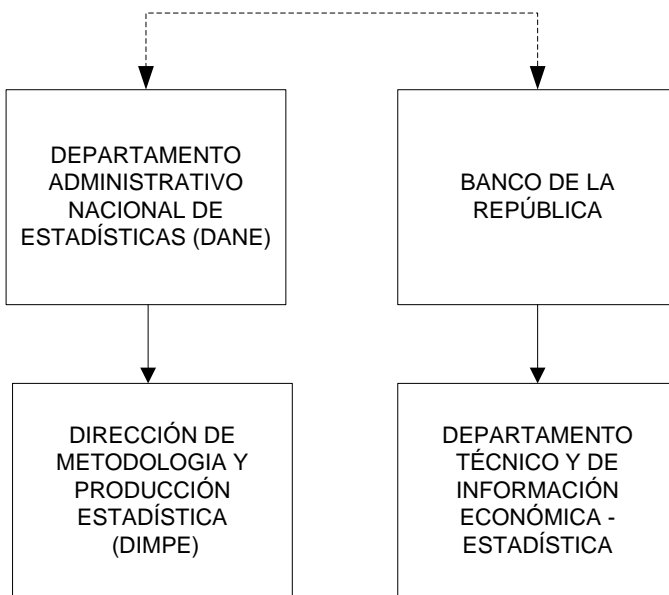 DEPARTAMENTO
ADMINISTRATIVO
NACIONAL DE
ESTADÍSTICAS (DANE)
BANCO DE LA
REPÚBLICA
DIRECCIÓN DE
METODOLOGIA Y
PRODUCCIÓN
ESTADÍSTICA
(DIMPE)
DEPARTAMENTO
TÉCNICO Y DE
INFORMACIÓN
ECONÓMICA -
ESTADÍSTICA